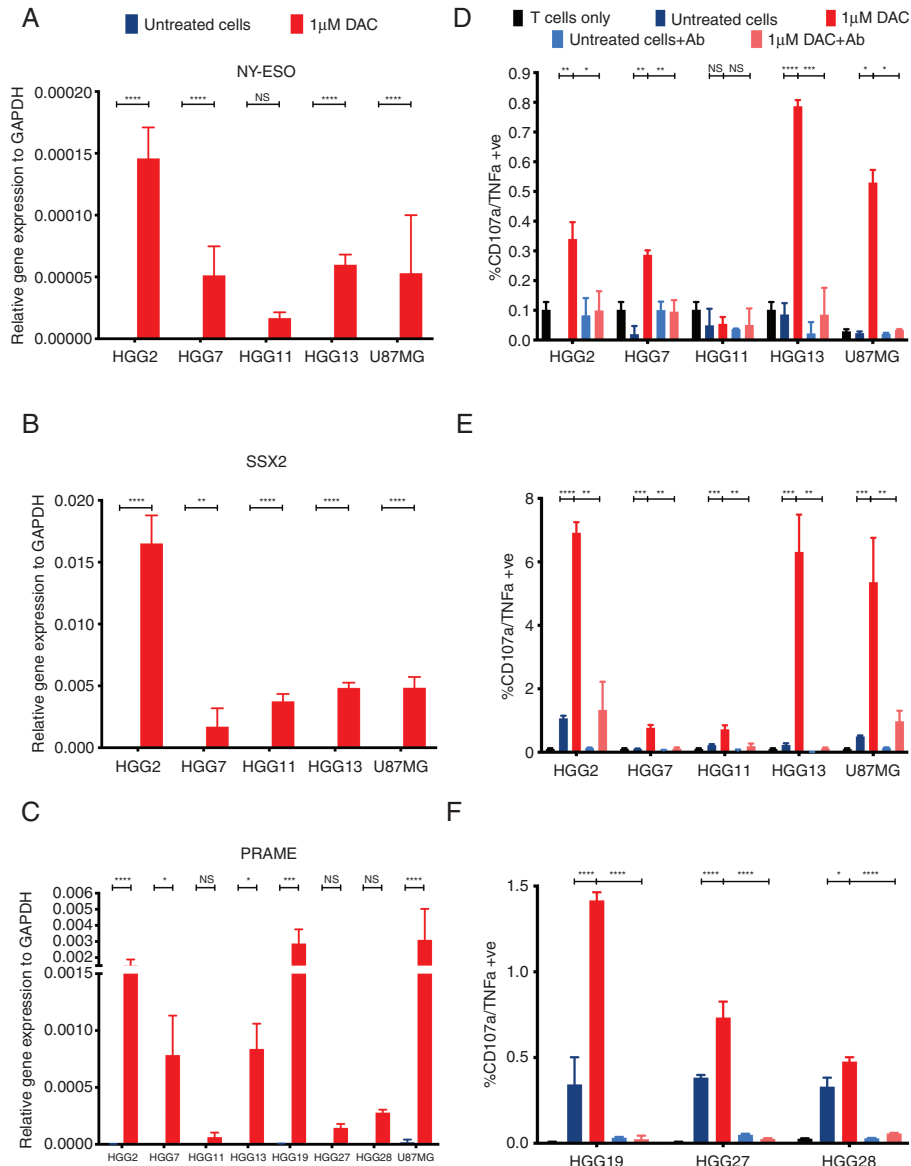 A
Untreated cells 1µM DAC
NY-ESO
**** **** NS **** ****
Relative gene expression to GAPDH
0.00020
0.00015
0.00010
0.00005
0.00000
HGG2 HGG7 HGG11 HGG13 U87MG
B
SSX2
**** ** **** **** ****
Relative gene expression to GAPDH
0.020
0.015
0.010
0.005
0.000
HGG2 HGG7 HGG11 HGG13 U87MG
C
PRAME
**** * NS * *** NS NS ****
Relative gene expression to GAPDH
0.006
0.005
0.004
0.003
0.002
0.0015
0.0010
0.0005
0.0000
HGG2 HGG7 HGG11 HGG13 HGG19 HGG27 HGG28 U87MG
D
T cells only Untreated cells 1µM DAC
Untreated cells+Ab 1µM DAC+Ab
** * ** ** NS NS **** *** * *
%CD107a/TNFa +ve
0.9
0.8
0.7
0.6
0.5
0.4
0.3
0.2
0.1
0.0
HGG2 HGG7 HGG11 HGG13 U87MG
E
**** ** *** ** *** ** *** ** *** **
%CD107a/TNFa +ve
8
6
4
2
0
HGG2 HGG7 HGG11 HGG13 U87MG
F
**** **** **** **** * ****
%CD107a/TNFa +ve
1.5
1.0
0.5
0.0
HGG19 HGG27 HGG28